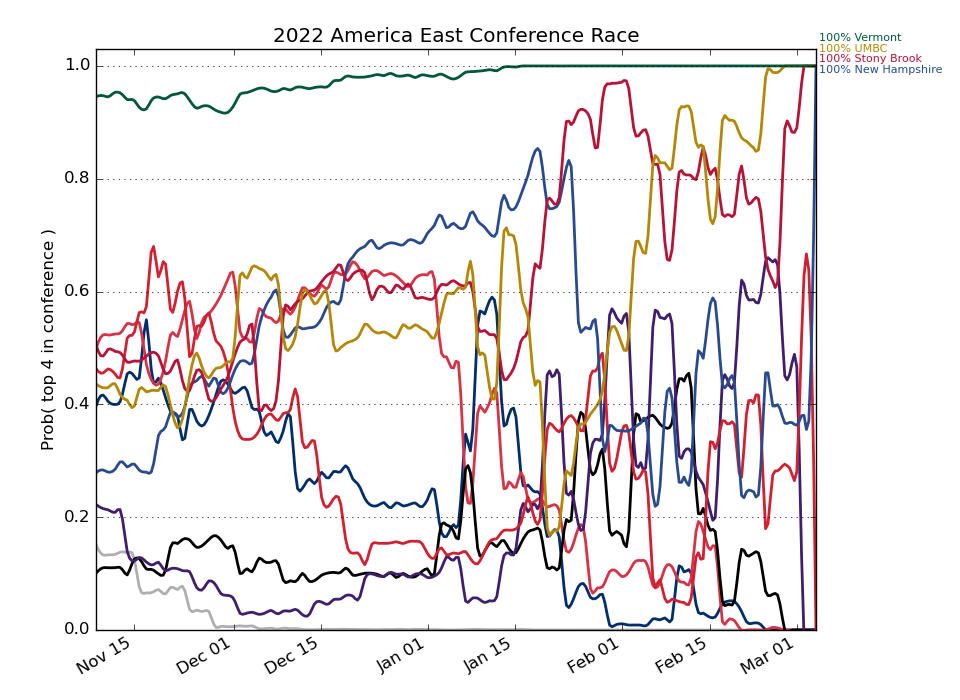 2022 America East Conference Race
100% Vermont
100% UMBC
100% Stony Brook
100% New Hampshire
Prob( top 4 in conference )
1.0
0.8
0.6
0.4
0.2
0.0
Nov 15
Dec 01
Dec 15
Jan 01
Jan 15
Feb 01
Feb 15
Mar 01